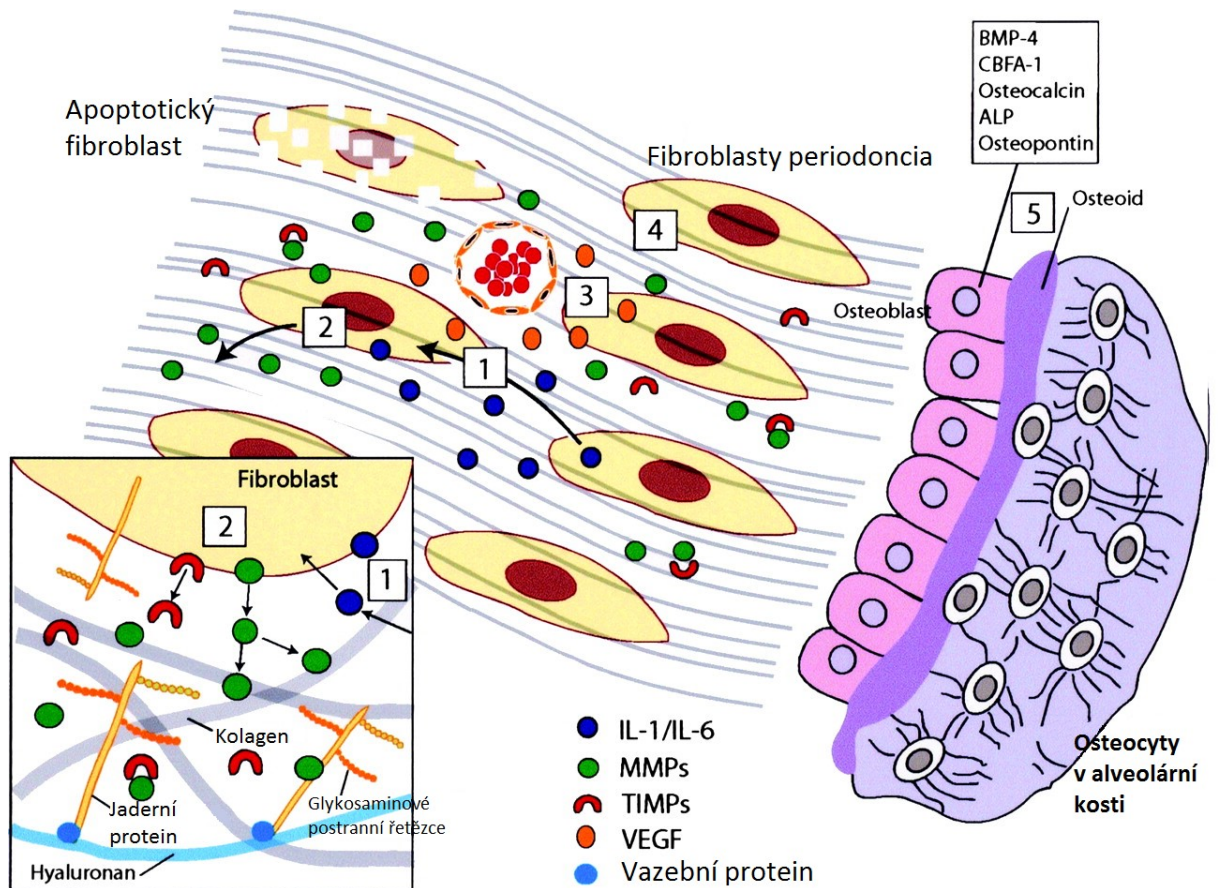 BMP-4
CBFA-1
Osteocalcin
ALP
Osteopontin
Apoptotický
fibroblast
Fibroblasty periodoncia
5
Osteoid
4
3
Osteoblast
2
1
Fibroblast
2
1
Kolagen
Jaderní
protein
Glykosaminové
postranní řetězce
Hyaluronan
IL-1/IL-6
MMPs
TIMPs
VEGF
Vazební protein
Osteocyty
v alveolární
kosti